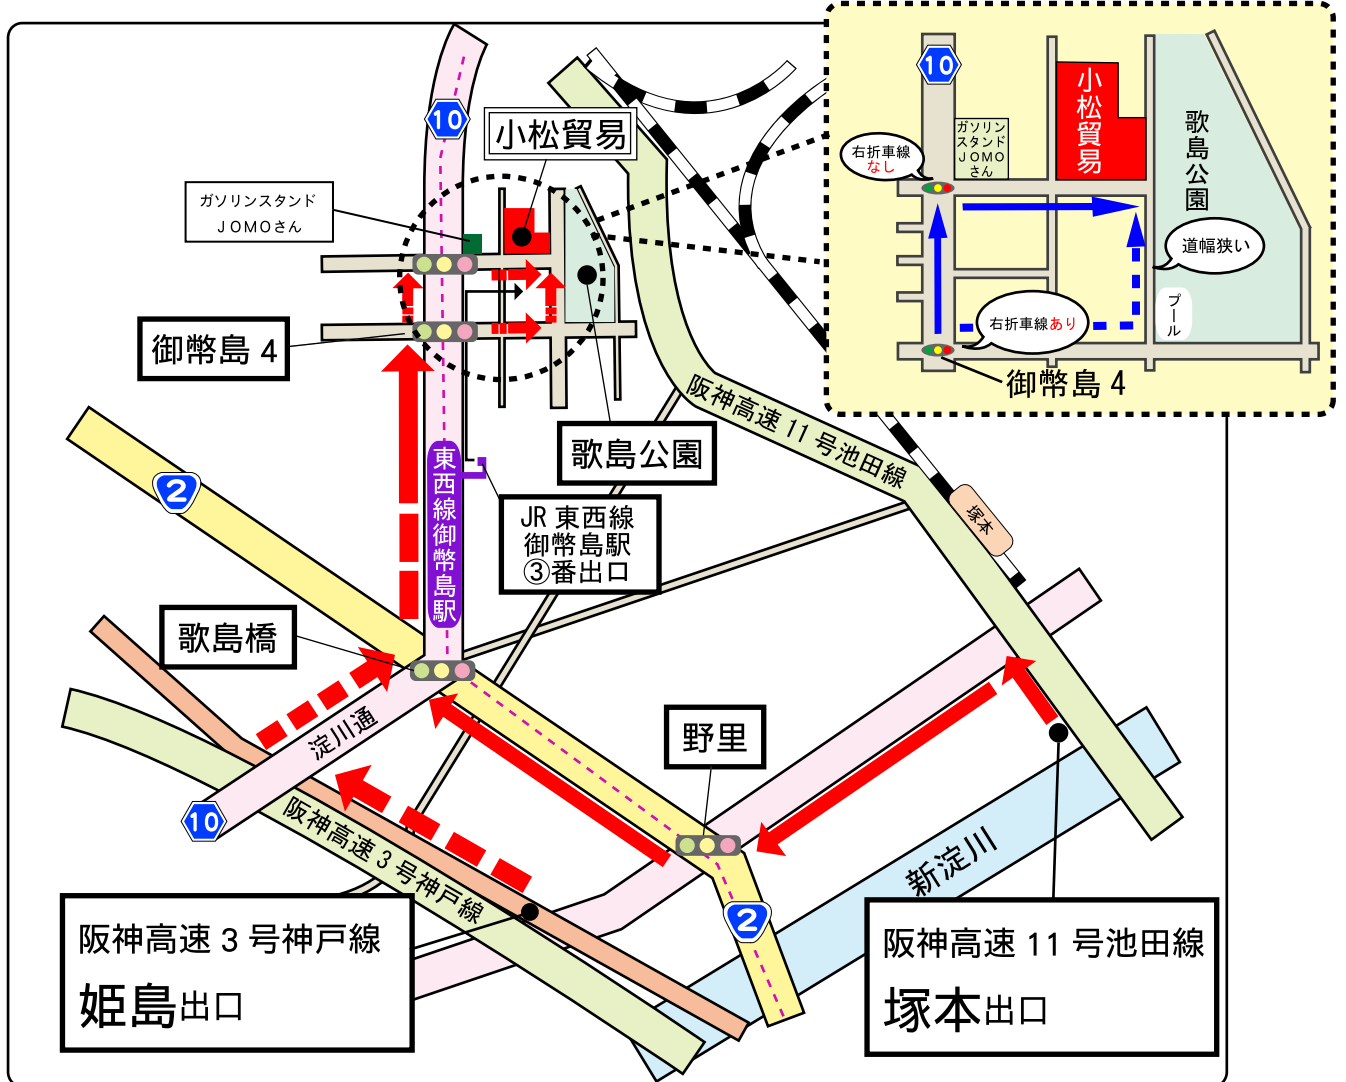 10
小松貿易
ガソリンスタンド
JOMOさん
御幣島 4
歌島公園
2
東西線御幣島駅
JR 東西線
御幣島駅
③番出口
阪神高速 11 号池田線
塚本
歌島橋
淀川通
10
野里
2
新淀川
阪神高速 3 号神戸線
阪神高速 3 号神戸線
姫島出口
阪神高速 11 号池田線
塚本出口
10
小松貿易
ガソリン
スタンド
JOMO
さん
歌島公園
右折車線
なし
道幅狭い
プール
右折車線あり
御幣島 4